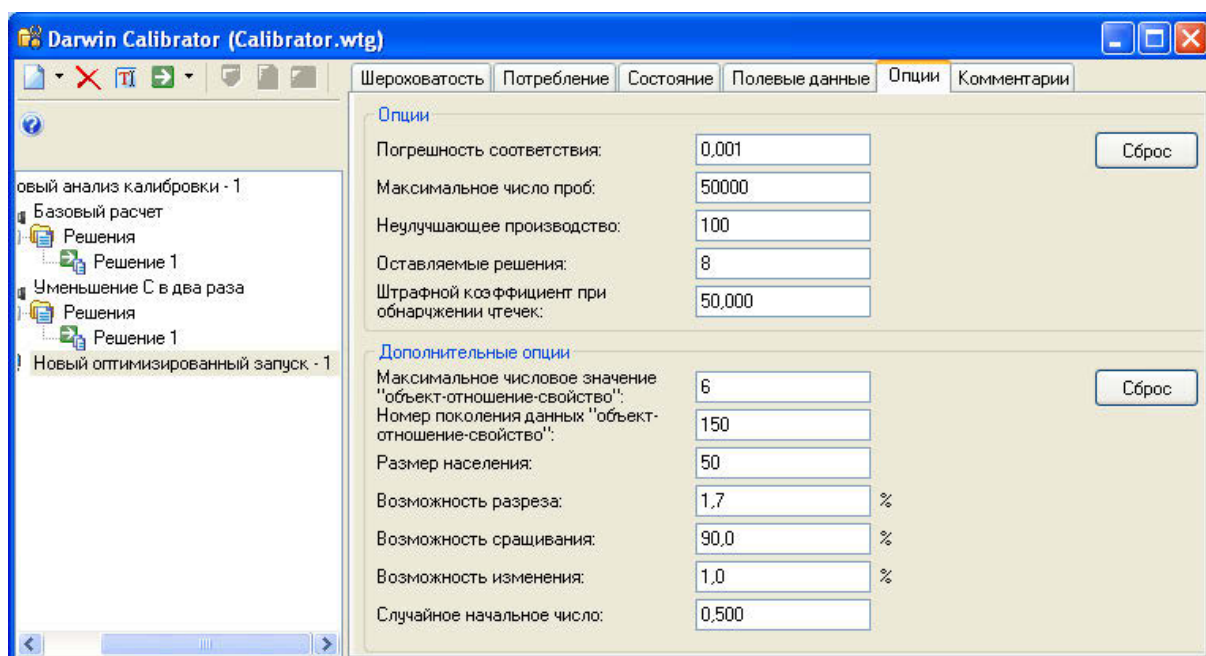 Darwin Calibrator (Calibrator.wtg)
Шероховатость Потребление Состояние Полевые данные Опции Комментарии
овый анализ калибровки - 1
Базовый расчет
Решения
Решение 1
Уменьшение С в два раза
Решения
Решение 1
Новый оптимизированный запуск - 1
Опции
Погрешность соответствия: 0,001 Сброс
Максимальное число проб: 50000
Неулучшающее производство: 100
Оставляемые решения: 8
Штрафной коэффициент при
обнаружении утечек: 50,000
Дополнительные опции
Максимальное числовое значение
"объект-отношение-свойство": 6 Сброс
Номер поколения данных "объект-
отношение-свойство": 150
Размер населения: 50
Возможность разреза: 1,7 %
Возможность сращивания: 90,0 %
Возможность изменения: 1,0 %
Случайное начальное число: 0,500